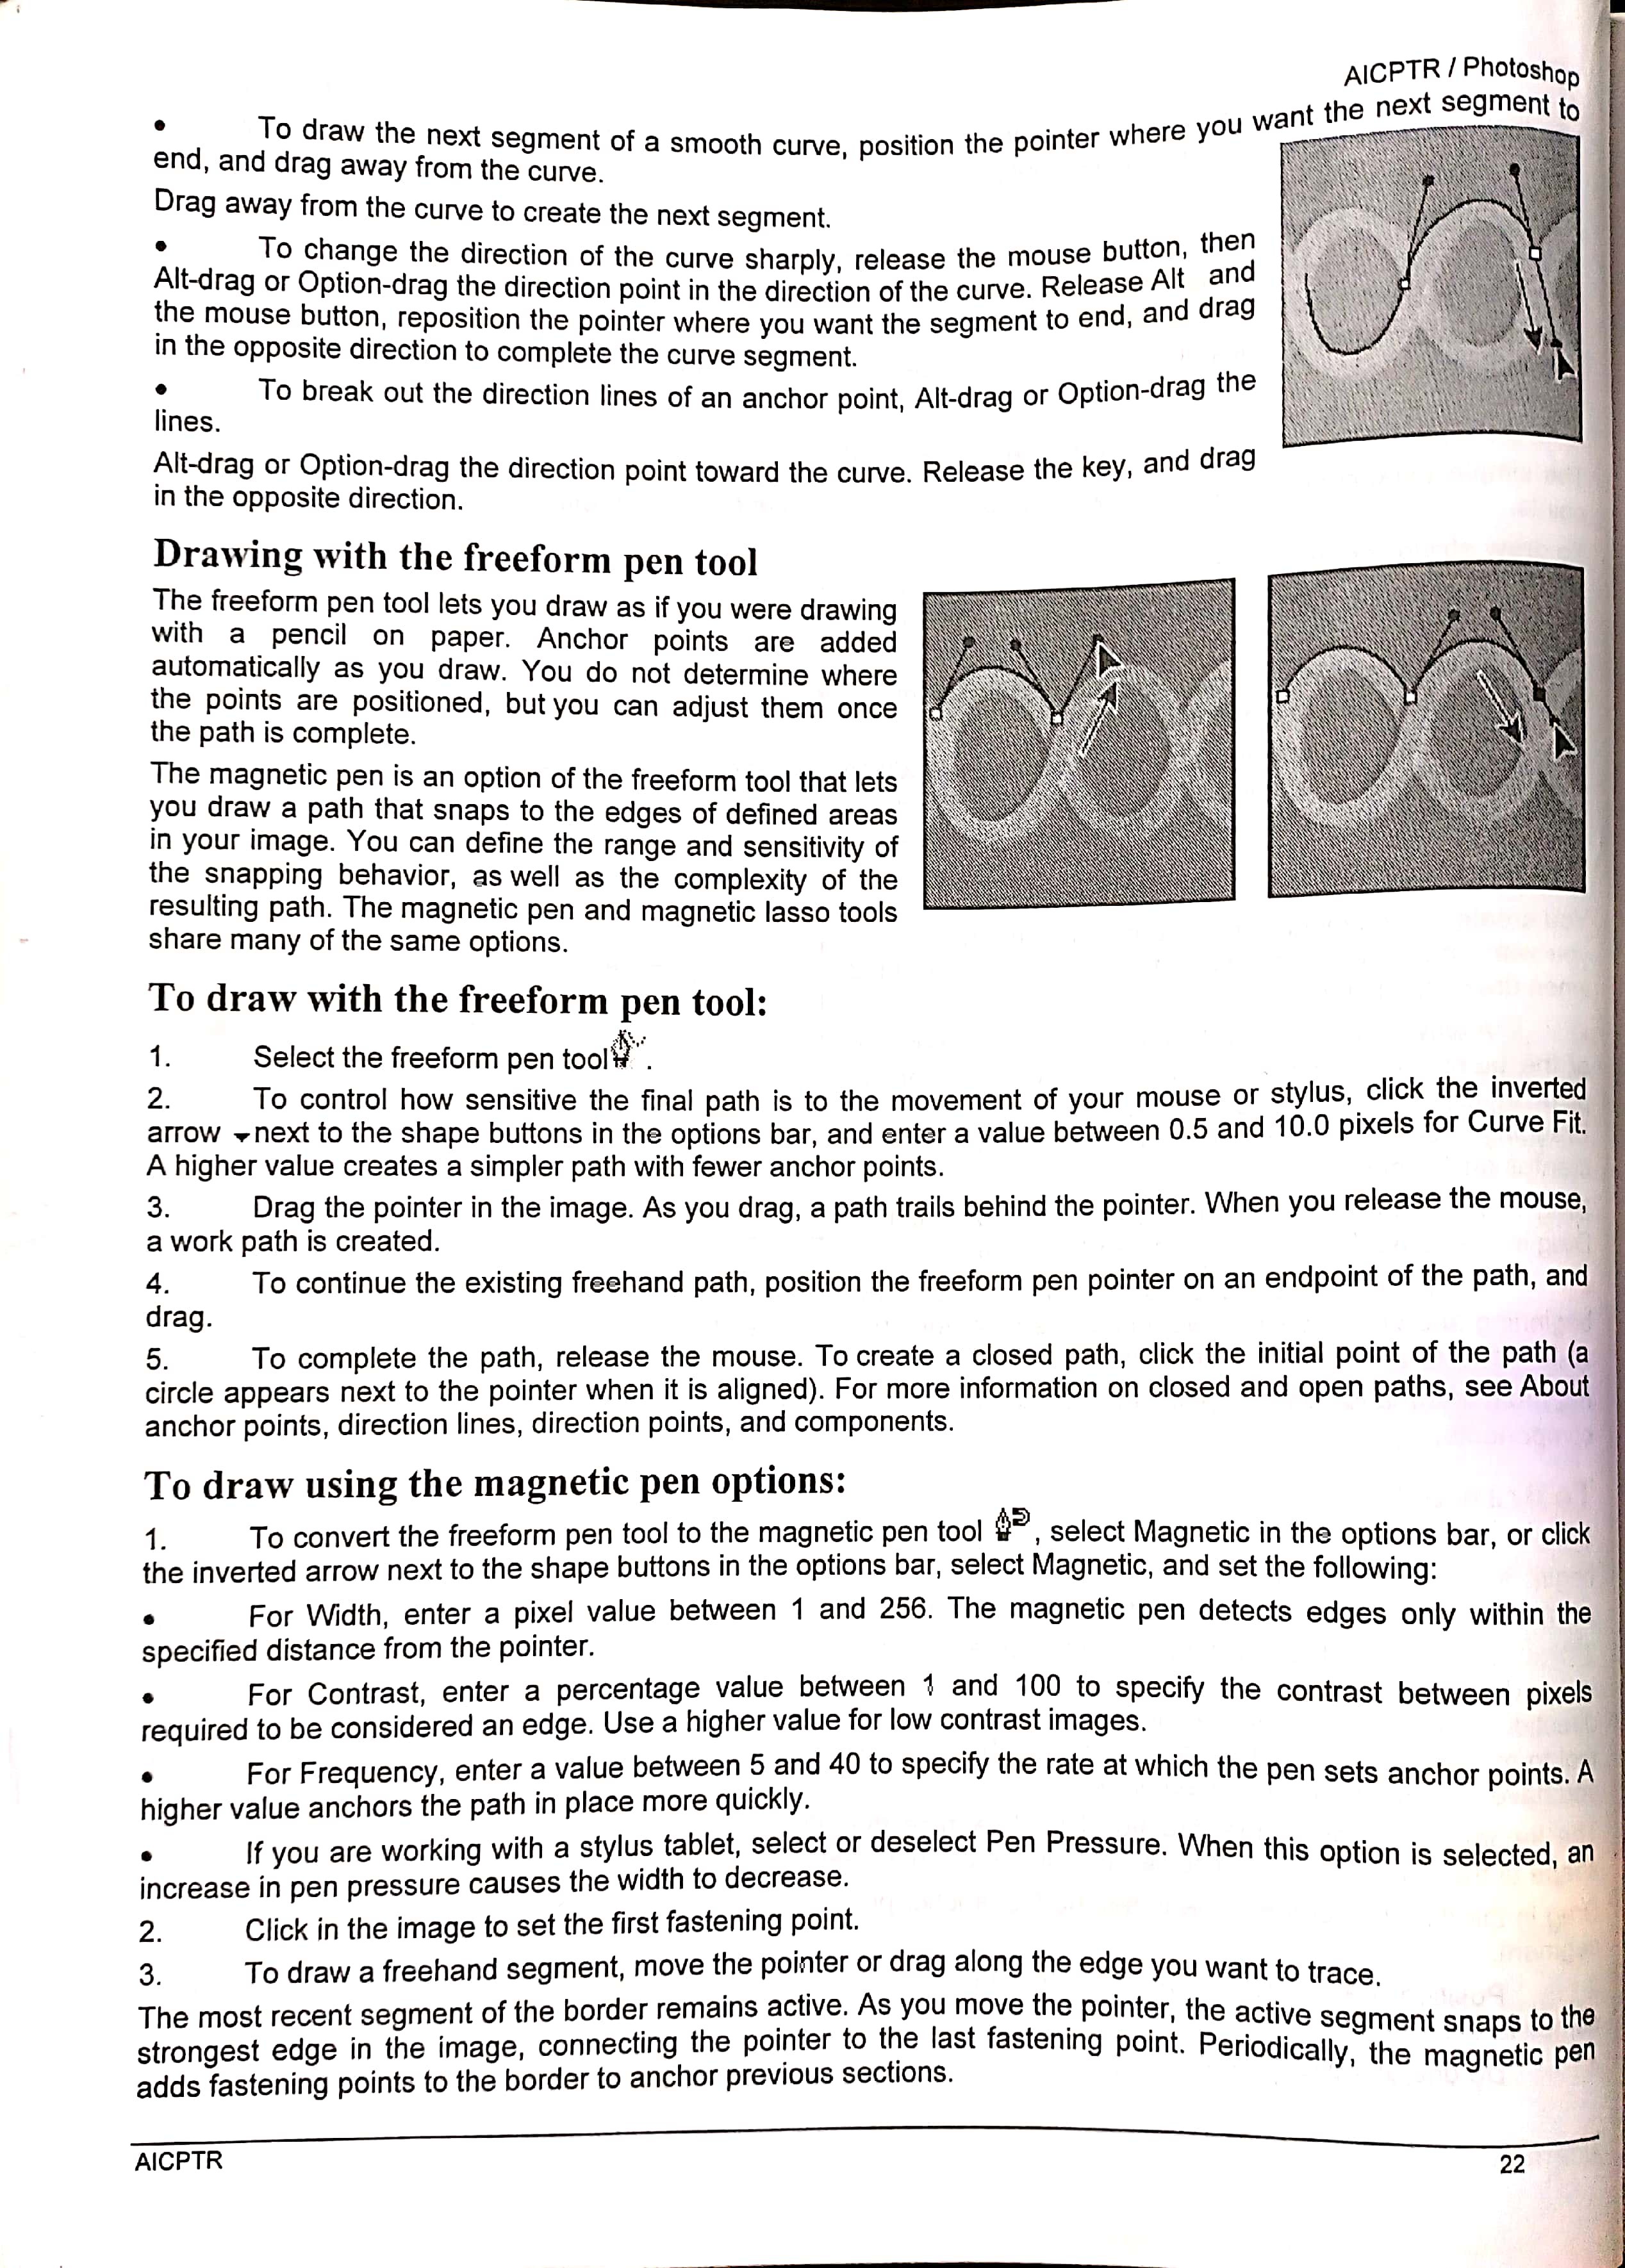 AICPTR / Photoshop
• To draw the next segment of a smooth curve, position the pointer where you want the next segment to
end, and drag away from the curve.
Drag away from the curve to create the next segment.
• To change the direction of the curve sharply, release the mouse button, then
Alt-drag or Option-drag the direction point in the direction of the curve. Release Alt and
the mouse button, reposition the pointer where you want the segment to end, and drag
in the opposite direction to complete the curve segment.
• To break out the direction lines of an anchor point, Alt-drag or Option-drag the
lines.
Alt-drag or Option-drag the direction point toward the curve. Release the key, and drag
in the opposite direction.
Drawing with the freeform pen tool
The freeform pen tool lets you draw as if you were drawing
with a pencil on paper. Anchor points are added
automatically as you draw. You do not determine where
the points are positioned, but you can adjust them once
the path is complete.
The magnetic pen is an option of the freeform tool that lets
you draw a path that snaps to the edges of defined areas
in your image. You can define the range and sensitivity of
the snapping behavior, as well as the complexity of the
resulting path. The magnetic pen and magnetic lasso tools
share many of the same options.
To draw with the freeform pen tool:
1. Select the freeform pen tool .
2. To control how sensitive the final path is to the movement of your mouse or stylus, click the inverted
arrow next to the shape buttons in the options bar, and enter a value between 0.5 and 10.0 pixels for Curve Fit.
A higher value creates a simpler path with fewer anchor points.
3. Drag the pointer in the image. As you drag, a path trails behind the pointer. When you release the mouse,
a work path is created.
4. To continue the existing freehand path, position the freeform pen pointer on an endpoint of the path, and
drag.
5. To complete the path, release the mouse. To create a closed path, click the initial point of the path (a
circle appears next to the pointer when it is aligned). For more information on closed and open paths, see About
anchor points, direction lines, direction points, and components.
To draw using the magnetic pen options:
1. To convert the freeform pen tool to the magnetic pen tool , select Magnetic in the options bar, or click
the inverted arrow next to the shape buttons in the options bar, select Magnetic, and set the following:
• For Width, enter a pixel value between 1 and 256. The magnetic pen detects edges only within the
specified distance from the pointer.
• For Contrast, enter a percentage value between 1 and 100 to specify the contrast between pixels
required to be considered an edge. Use a higher value for low contrast images.
• For Frequency, enter a value between 5 and 40 to specify the rate at which the pen sets anchor points. A
higher value anchors the path in place more quickly.
• If you are working with a stylus tablet, select or deselect Pen Pressure. When this option is selected, an
increase in pen pressure causes the width to decrease.
2. Click in the image to set the first fastening point.
3. To draw a freehand segment, move the pointer or drag along the edge you want to trace.
The most recent segment of the border remains active. As you move the pointer, the active segment snaps to the
strongest edge in the image, connecting the pointer to the last fastening point. Periodically, the magnetic pen
adds fastening points to the border to anchor previous sections.
AICPTR
22